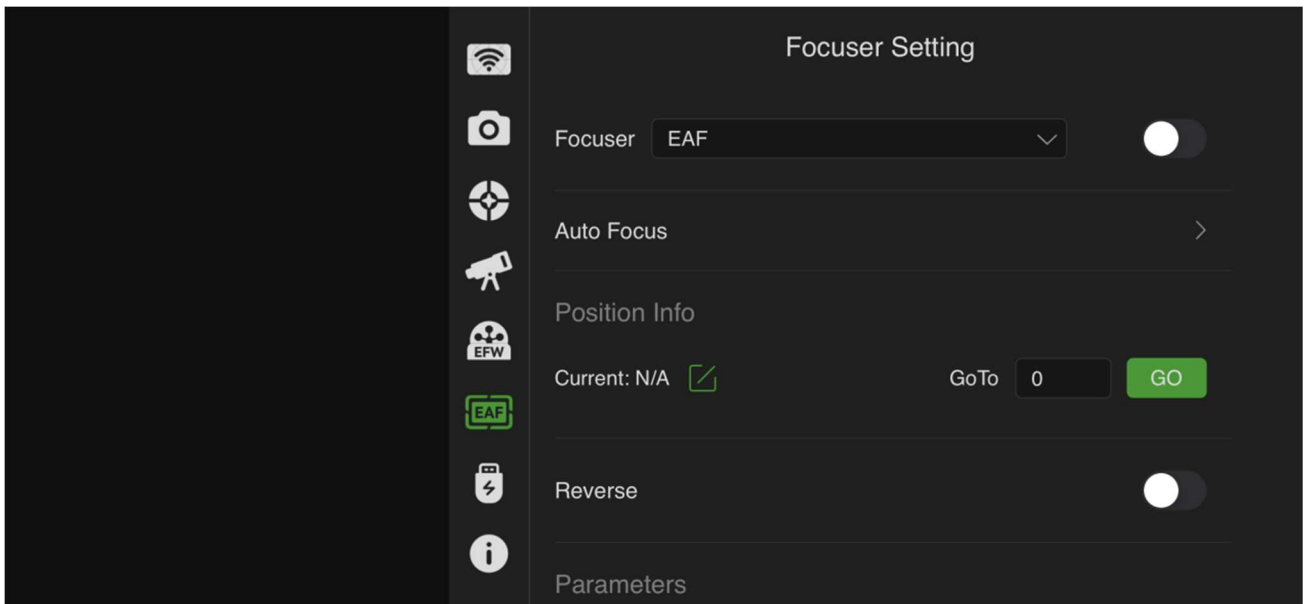 Focuser Setting
Focuser EAF
Auto Focus
Position Info
EFW
Current: N/A GoTo 0 GO
EAF
Reverse
Parameters